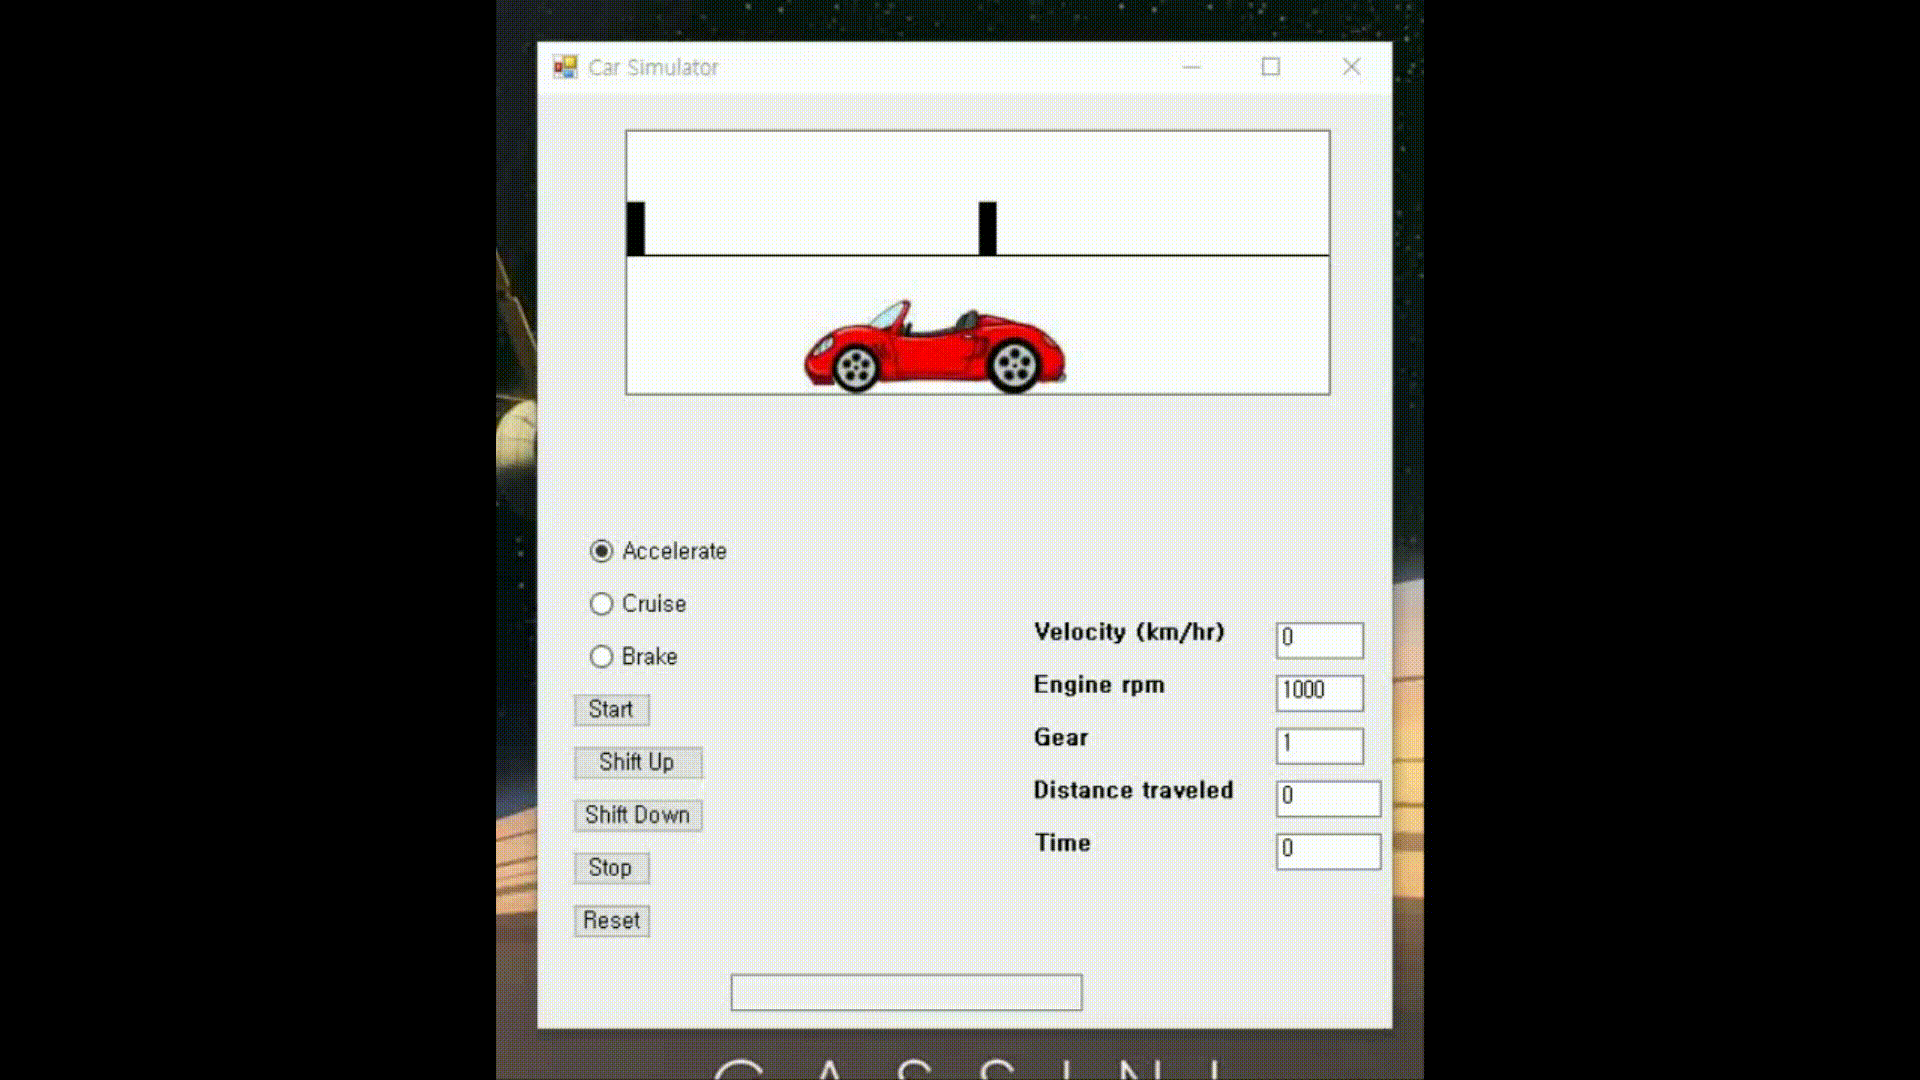 Car Simulator
Accelerate
Cruise
Brake
Start
Shift Up
Shift Down
Stop
Reset
Velocity (km/hr) 0
Engine rpm 1000
Gear 1
Distance traveled 0
Time 0
CASSINI